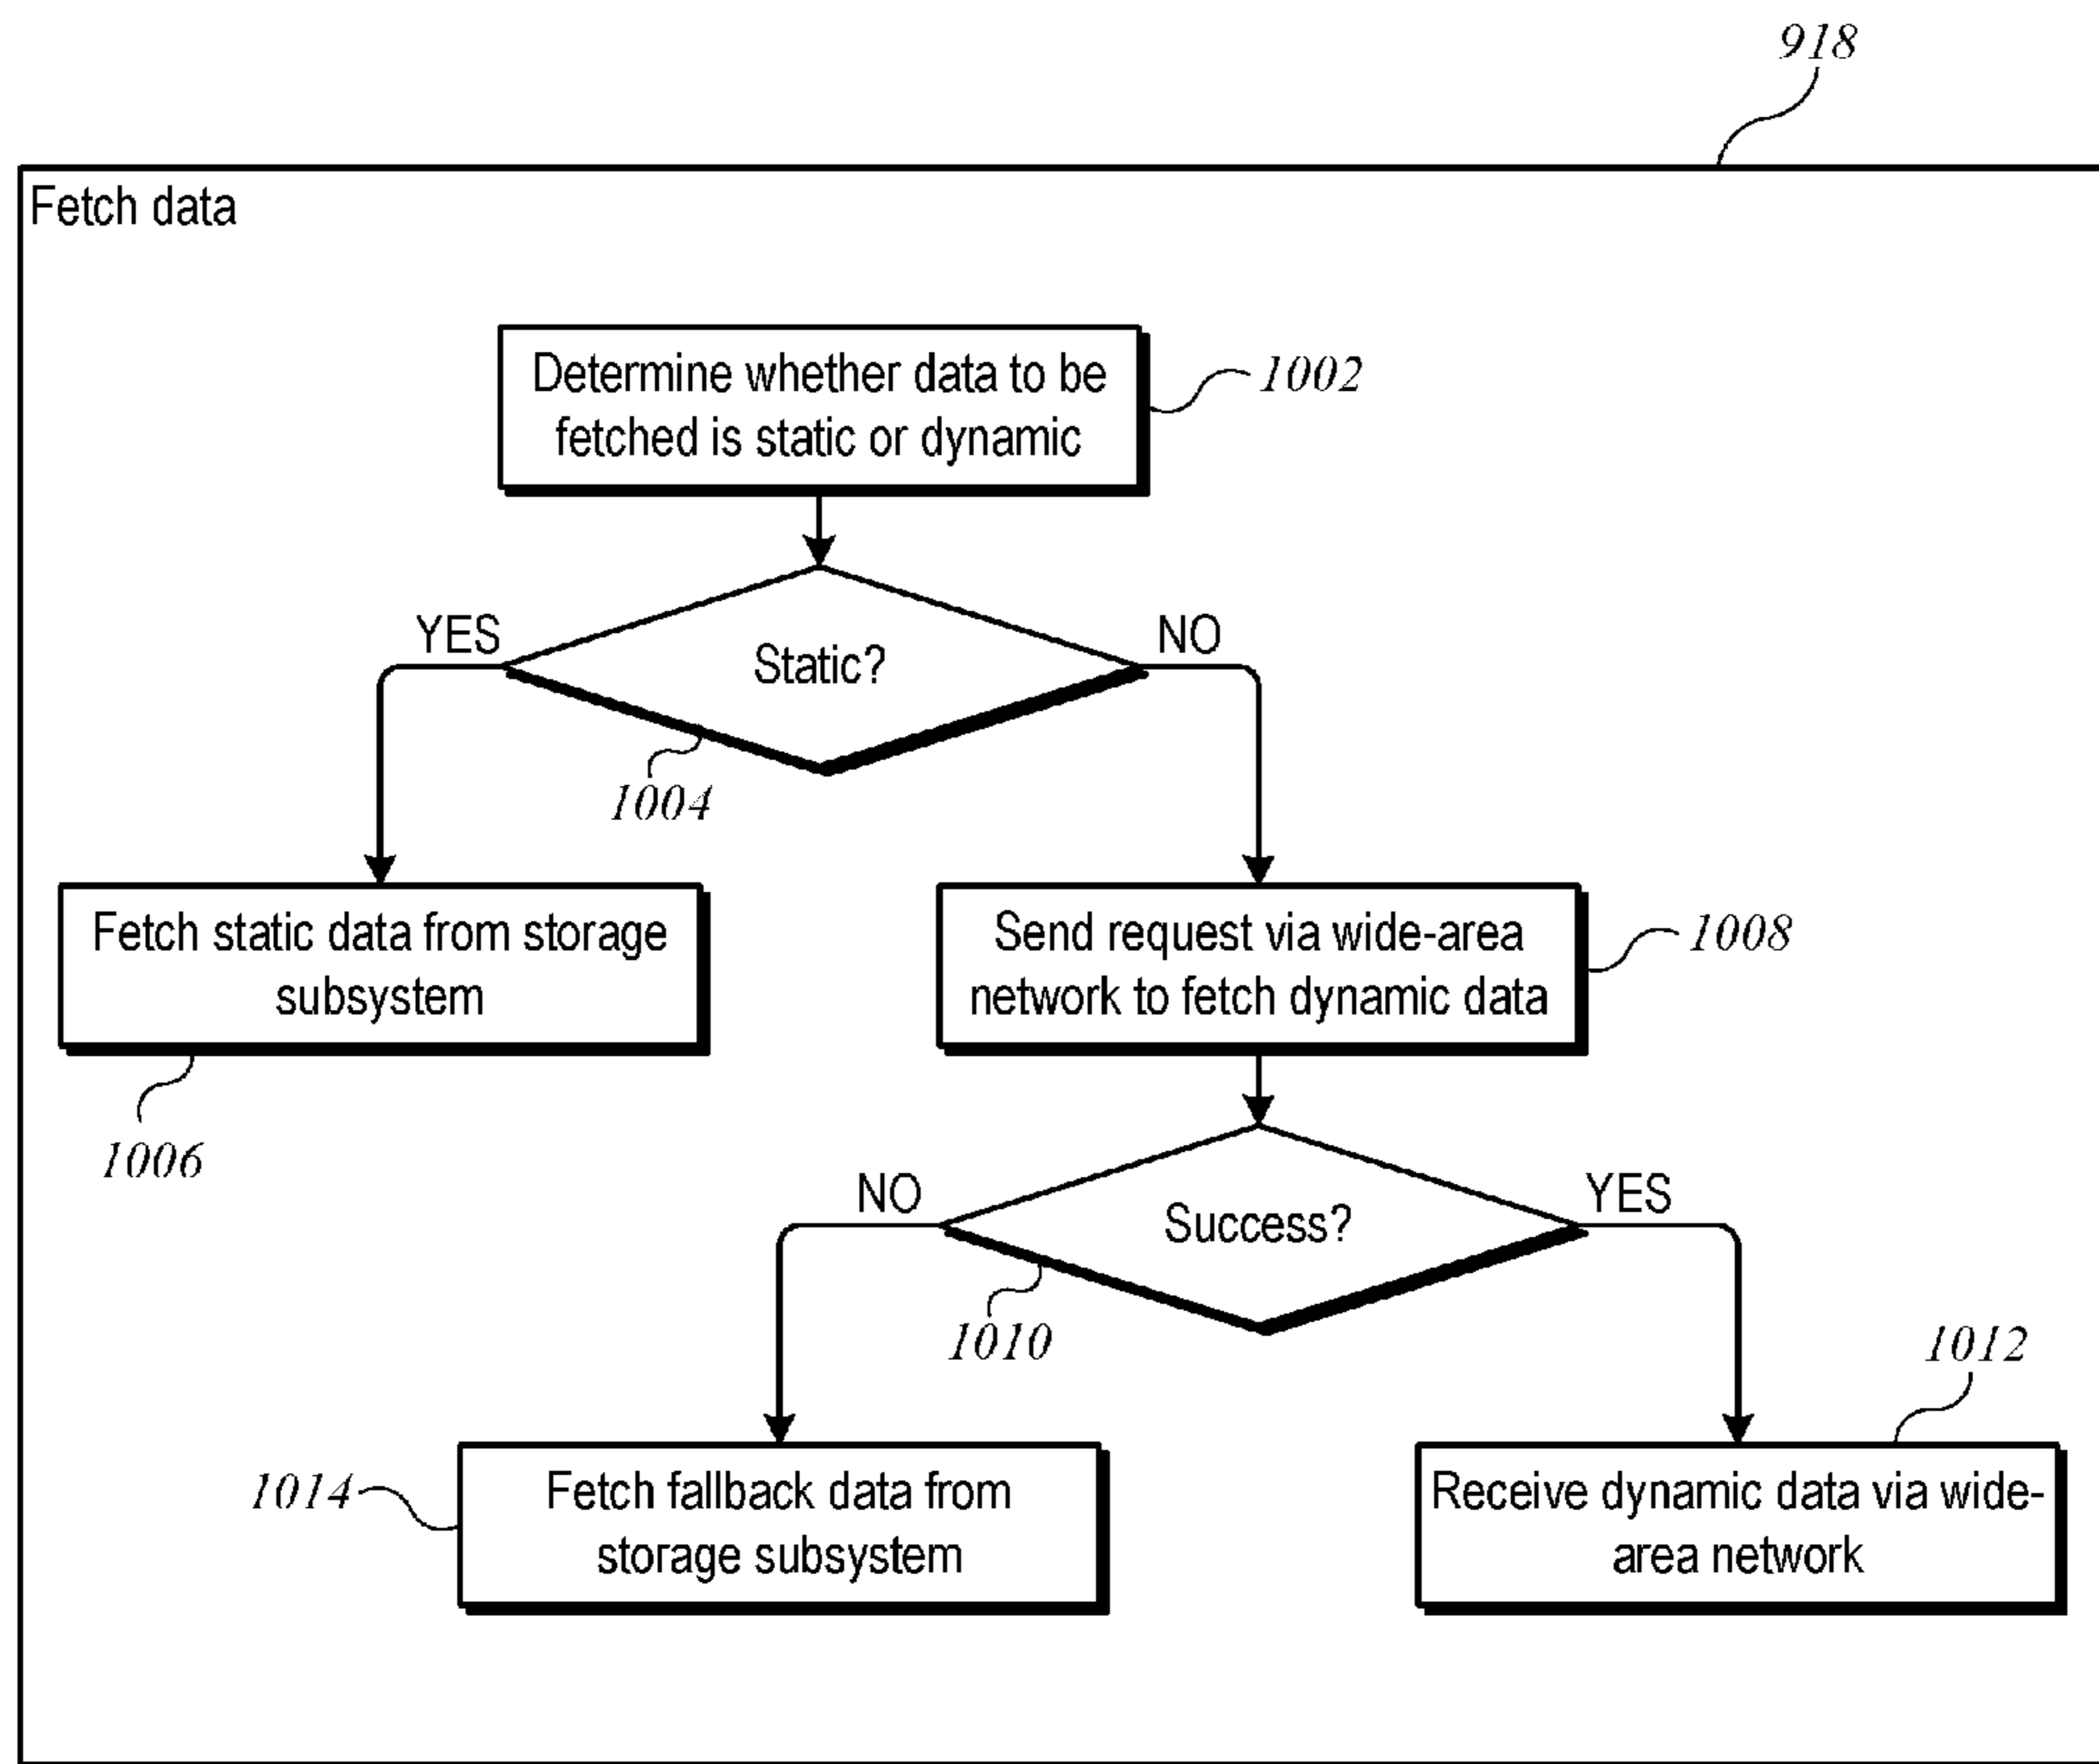 918
Fetch data
Determine whether data to be
fetched is static or dynamic
1002
YES
Static?
NO
1004
Fetch static data from storage
subsystem
1006
Send request via wide-area
network to fetch dynamic data
1008
NO
Success?
YES
1010
1012
1014
Fetch fallback data from
storage subsystem
Receive dynamic data via wide-
area network